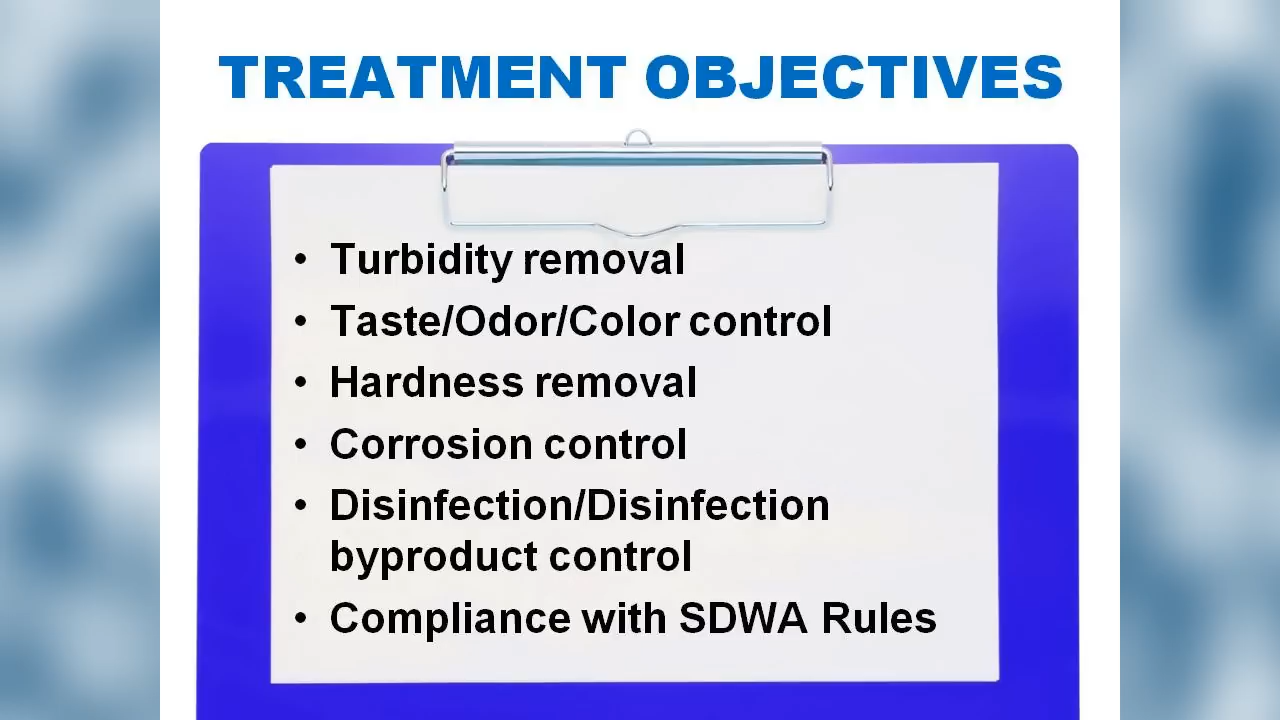 TREATMENT OBJECTIVES
• Turbidity removal
• Taste/Odor/Color control
• Hardness removal
• Corrosion control
• Disinfection/Disinfection
byproduct control
• Compliance with SDWA Rules